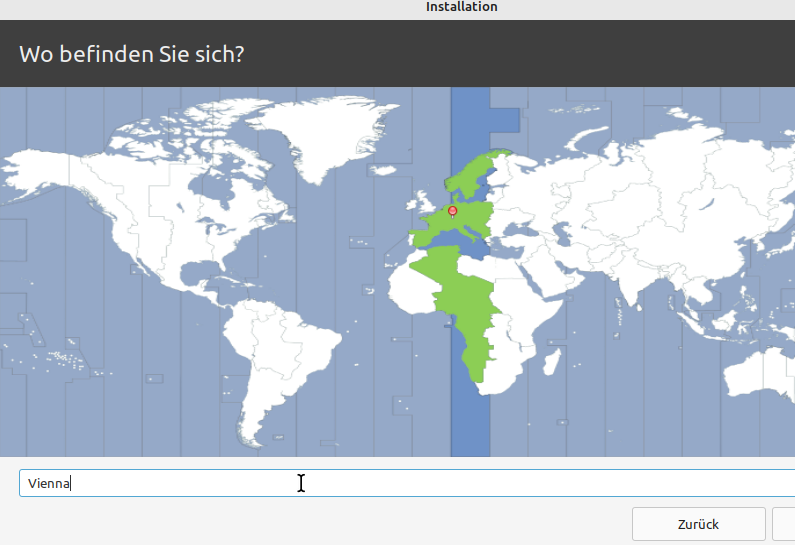 Installation
Wo befinden Sie sich?
Vienna
Zurück